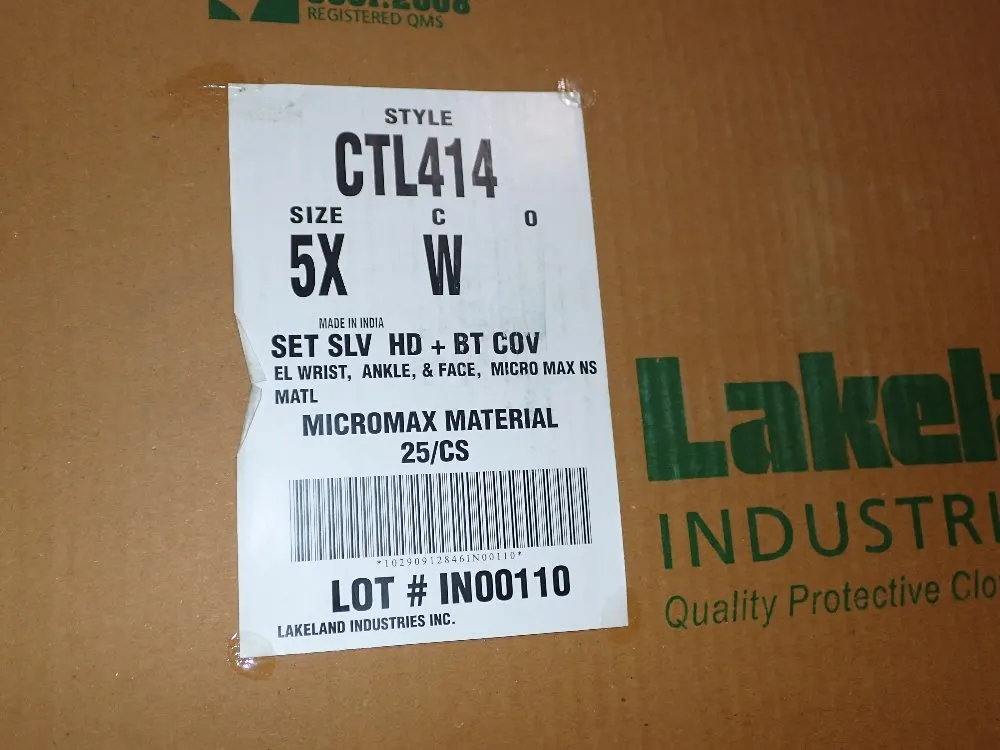 REGISTERED QMS
STYLE
CTL414
SIZE C O
5X W
MADE IN INDIA
SET SLV HD + BT COV
EL WRIST, ANKLE, & FACE, MICRO MAX NS
MATL
MICROMAX MATERIAL
25/CS
*102909128461N00110*
LOT # IN00110
LAKELAND INDUSTRIES INC.
Lakel
INDUSTRI
Quality Protective Clo